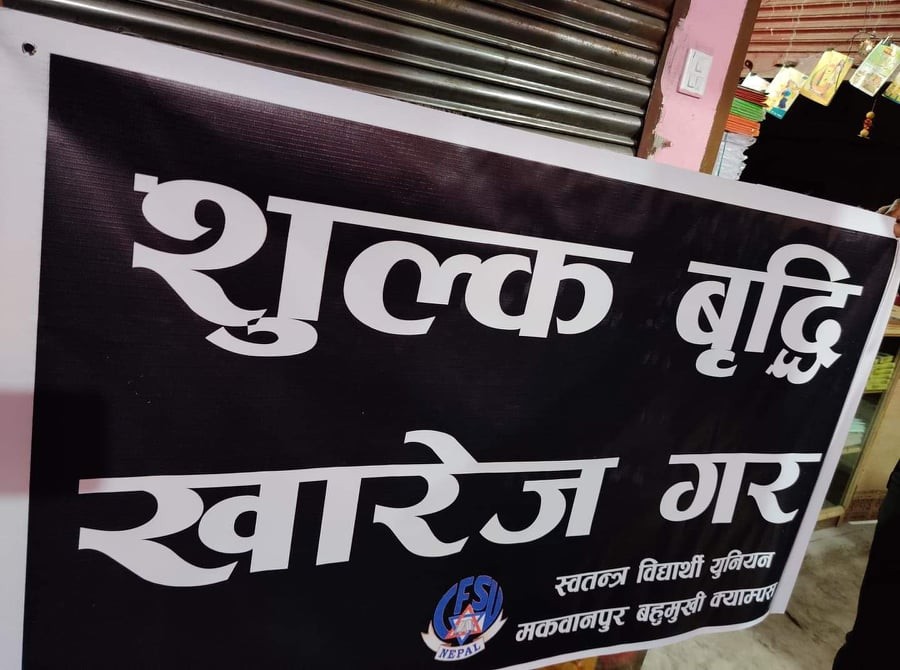 शुल्क बृद्धि
खारेज गर
स्वतन्त्र विद्यार्थी युनियन
मकवानपुर बहुमुखी क्याम्पस
FSU
NEPAL